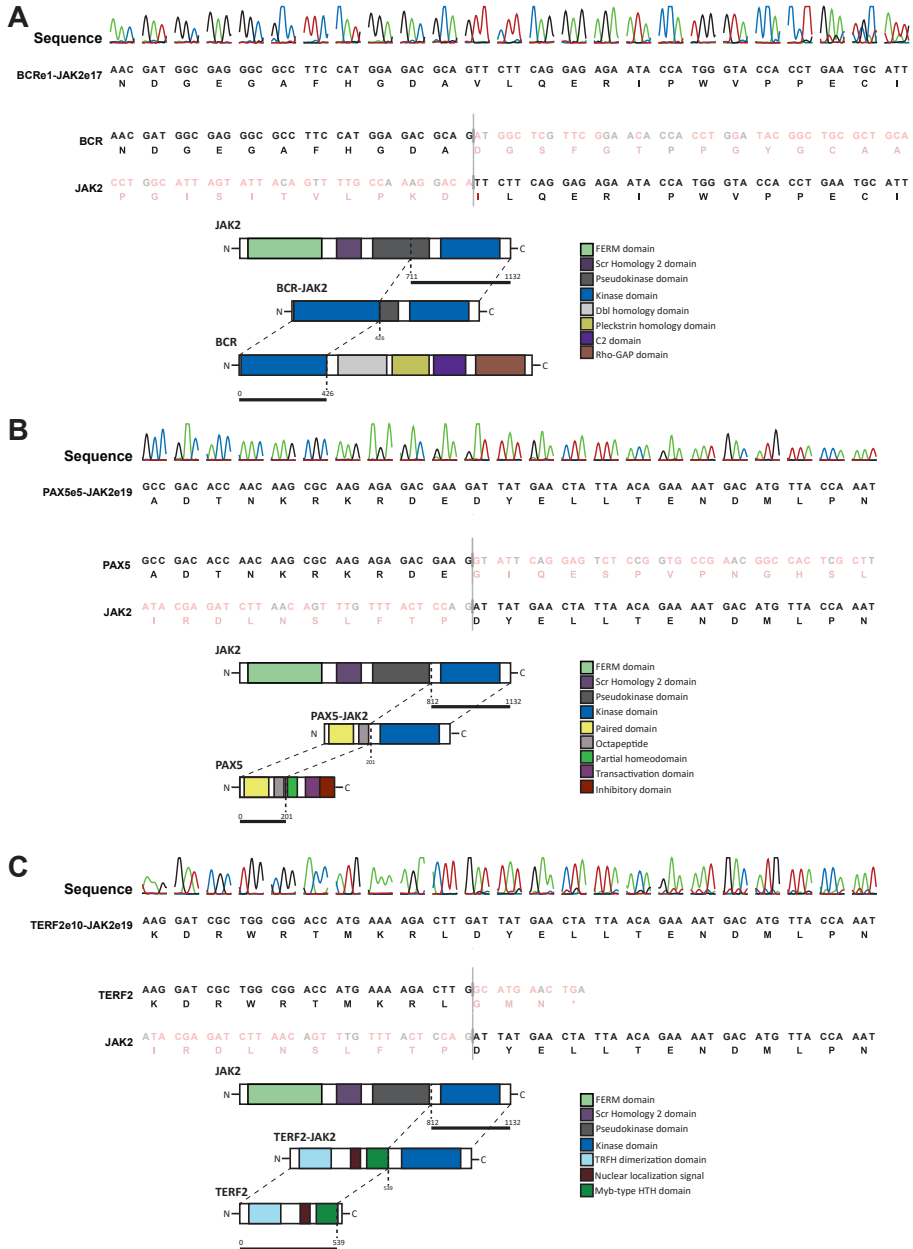 A
Sequence
BCRe1-JAK2e17 AAC GAT GGC GAG GGC GCC TTC CAT GGA GAC GCA GTT CTT CAG GAG AGA ATA CCA TGG GTA CCA CCT GAA TGC ATT
N D G E G A F H G D A V L Q E R I P W V P P E C I
BCR AAC GAT GGC GAG GGC GCC TTC CAT GGA GAC GCA GAT GGC TCG TTC GGA ACA CCA CCT GGA TAC GGC TGC GCT GCA
N D G E G A F H G D A D G S F G T P P G Y G C A A
JAK2 CCT GGC ATT AGT ATT ACA GTT TTG CCA AAG GAC ATT CTT CAG GAG AGA ATA CCA TGG GTA CCA CCT GAA TGC ATT
P G I S I T V L P K D I L Q E R I P W V P P E C I
JAK2
N C
711 1132
BCR-JAK2
N C
426
BCR
N C
0 426
FERM domain
Scr Homology 2 domain
Pseudokinase domain
Kinase domain
Dbl homology domain
Pleckstrin homology domain
C2 domain
Rho-GAP domain
B
Sequence
PAX5e5-JAK2e19 GCC GAC ACC AAC AAG CGC AAG AGA GAC GAA GAT TAT GAA CTA TTA ACA GAA AAT GAC ATG TTA CCA AAT
A D T N K R K R D E D Y E L L T E N D M L P N
PAX5 GCC GAC ACC AAC AAG CGC AAG AGA GAC GAA GGT ATT CAG GAG TCT CCG GTG CCG AAC GGC CAC TCG CTT
A D T N K R K R D E G I Q E S P V P N G H S L
JAK2 ATA CGA GAT CTT AAC AGT TTG TTT ACT CCA GAT TAT GAA CTA TTA ACA GAA AAT GAC ATG TTA CCA AAT
I R D L N S L F T P D Y E L L T E N D M L P N
JAK2
N C
812 1132
PAX5-JAK2
N C
201
PAX5
N C
0 201
FERM domain
Scr Homology 2 domain
Pseudokinase domain
Kinase domain
Paired domain
Octapeptide
Partial homeodomain
Transactivation domain
Inhibitory domain
C
Sequence
TERF2e10-JAK2e19 AAG GAT CGC TGG CGG ACC ATG AAA AGA CTT GAT TAT GAA CTA TTA ACA GAA AAT GAC ATG TTA CCA AAT
K D R W R T M K R L D Y E L L T E N D M L P N
TERF2 AAG GAT CGC TGG CGG ACC ATG AAA AGA CTT GGC ATG AAC TGA
K D R W R T M K R L G M N *
JAK2 ATA CGA GAT CTT AAC AGT TTG TTT ACT CCA GAT TAT GAA CTA TTA ACA GAA AAT GAC ATG TTA CCA AAT
I R D L N S L F T P D Y E L L T E N D M L P N
JAK2
N C
812 1132
TERF2-JAK2
N C
539
TERF2
N C
0 539
FERM domain
Scr Homology 2 domain
Pseudokinase domain
Kinase domain
TRFH dimerization domain
Nuclear localization signal
Myb-type HTH domain